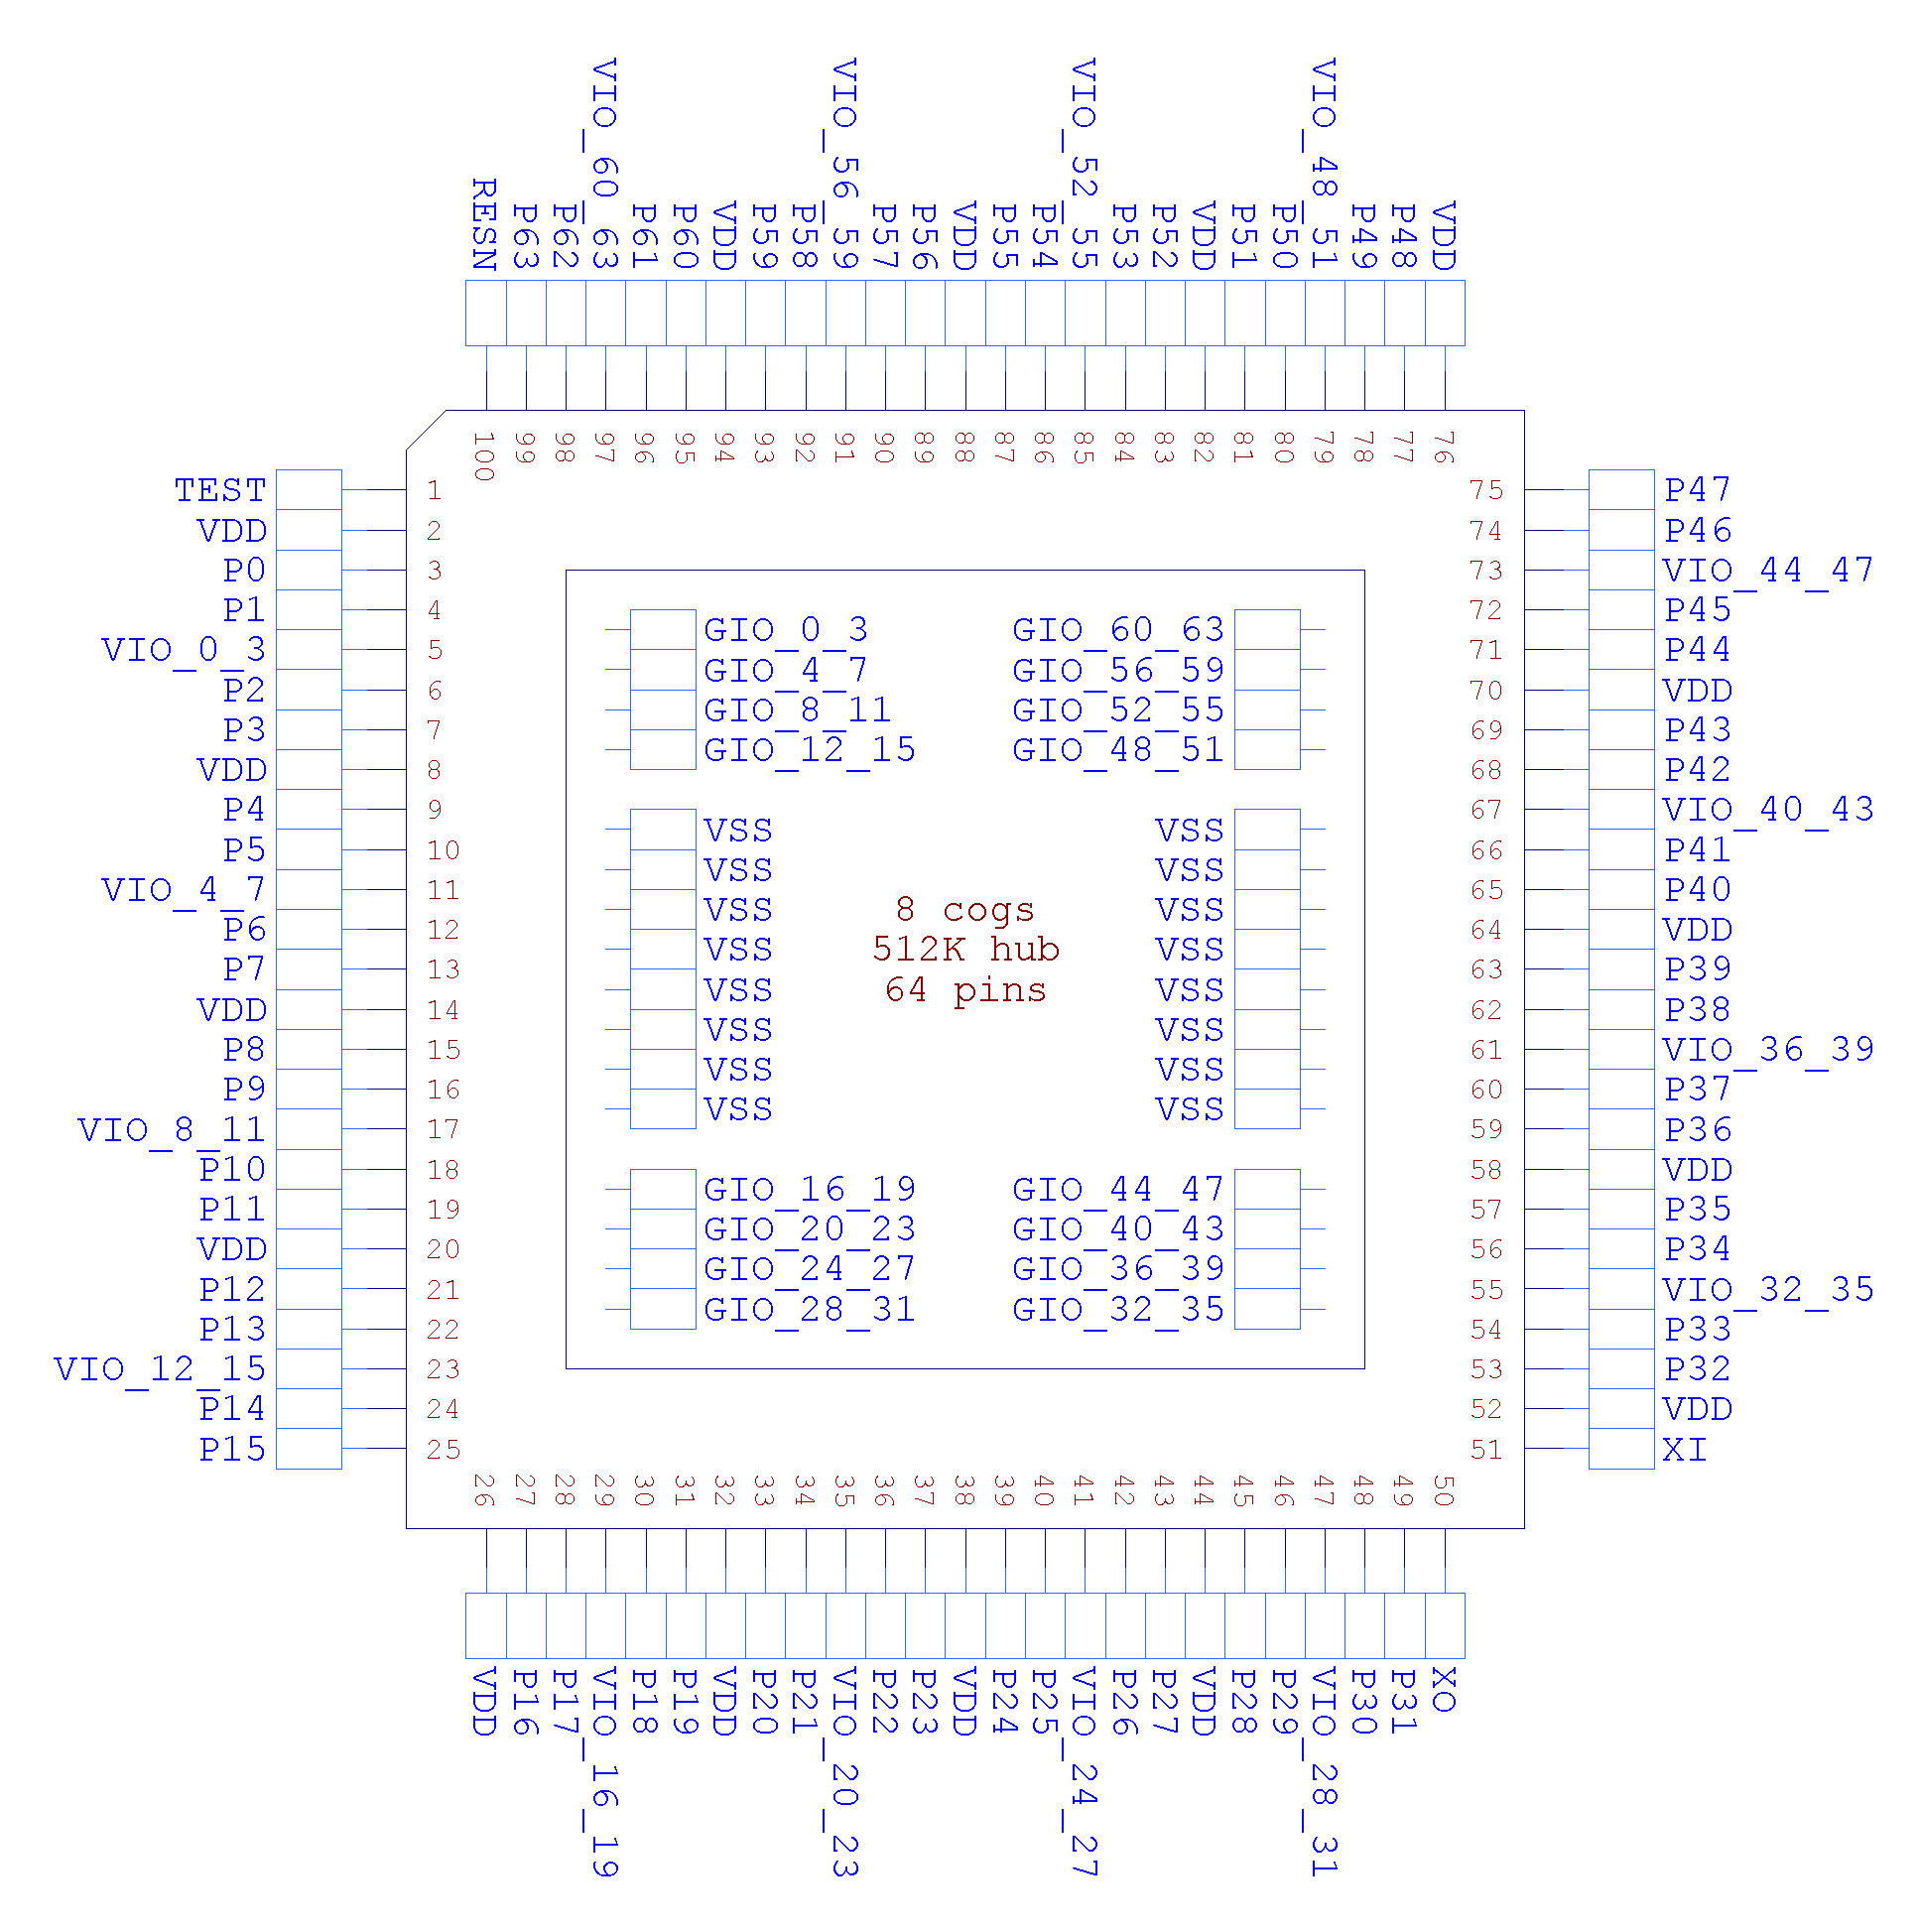 RESN
P63
P62
VIO_60_63
P61
P60
VDD
P59
P58
VIO_56_59
P57
P56
VDD
P55
P54
VIO_52_55
P53
P52
VDD
P51
P50
VIO_48_51
P49
P48
VDD
100
99
98
97
96
95
94
93
92
91
90
89
88
87
86
85
84
83
82
81
80
79
78
77
76
TEST 1
VDD 2
P0 3
P1 4
VIO_0_3 5
P2 6
P3 7
VDD 8
P4 9
P5 10
VIO_4_7 11
P6 12
P7 13
VDD 14
P8 15
P9 16
VIO_8_11 17
P10 18
P11 19
VDD 20
P12 21
P13 22
VIO_12_15 23
P14 24
P15 25
GIO_0_3
GIO_4_7
GIO_8_11
GIO_12_15
VSS
VSS
VSS
VSS
VSS
VSS
VSS
VSS
GIO_16_19
GIO_20_23
GIO_24_27
GIO_28_31
8 cogs
512K hub
64 pins
GIO_60_63
GIO_56_59
GIO_52_55
GIO_48_51
VSS
VSS
VSS
VSS
VSS
VSS
VSS
VSS
GIO_44_47
GIO_40_43
GIO_36_39
GIO_32_35
75 P47
74 P46
73 VIO_44_47
72 P45
71 P44
70 VDD
69 P43
68 P42
67 VIO_40_43
66 P41
65 P40
64 VDD
63 P39
62 P38
61 VIO_36_39
60 P37
59 P36
58 VDD
57 P35
56 P34
55 VIO_32_35
54 P33
53 P32
52 VDD
51 XI
26
27
28
29
30
31
32
33
34
35
36
37
38
39
40
41
42
43
44
45
46
47
48
49
50
VDD
P16
P17
VIO_16_19
P18
P19
VDD
P20
P21
VIO_20_23
P22
P23
VDD
P24
P25
VIO_24_27
P26
P27
VDD
P28
P29
VIO_28_31
P30
P31
XO